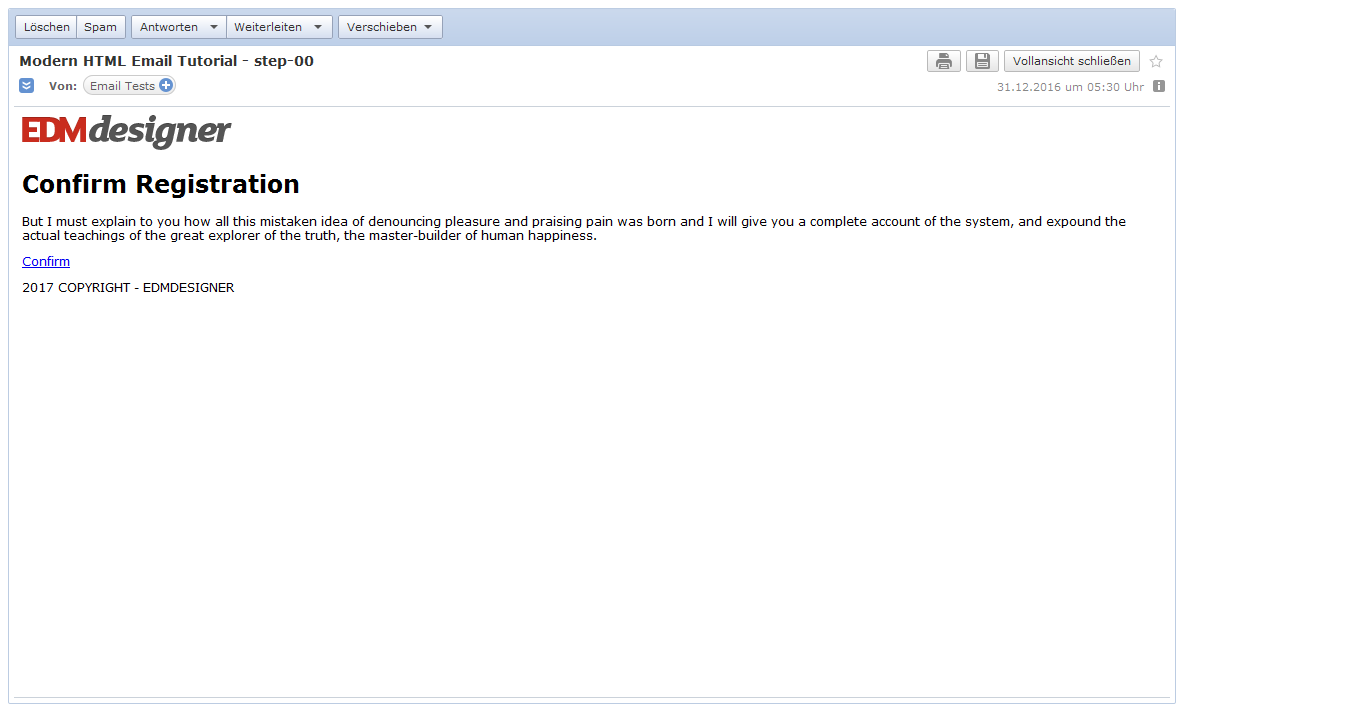 Löschen Spam Antworten Weiterleiten Verschieben
Modern HTML Email Tutorial - step-00
Vollansicht schließen
Von: Email Tests
31.12.2016 um 05:30 Uhr
EDMdesigner
Confirm Registration
But I must explain to you how all this mistaken idea of denouncing pleasure and praising pain was born and I will give you a complete account of the system, and expound the
actual teachings of the great explorer of the truth, the master-builder of human happiness.
Confirm
2017 COPYRIGHT - EDMDESIGNER